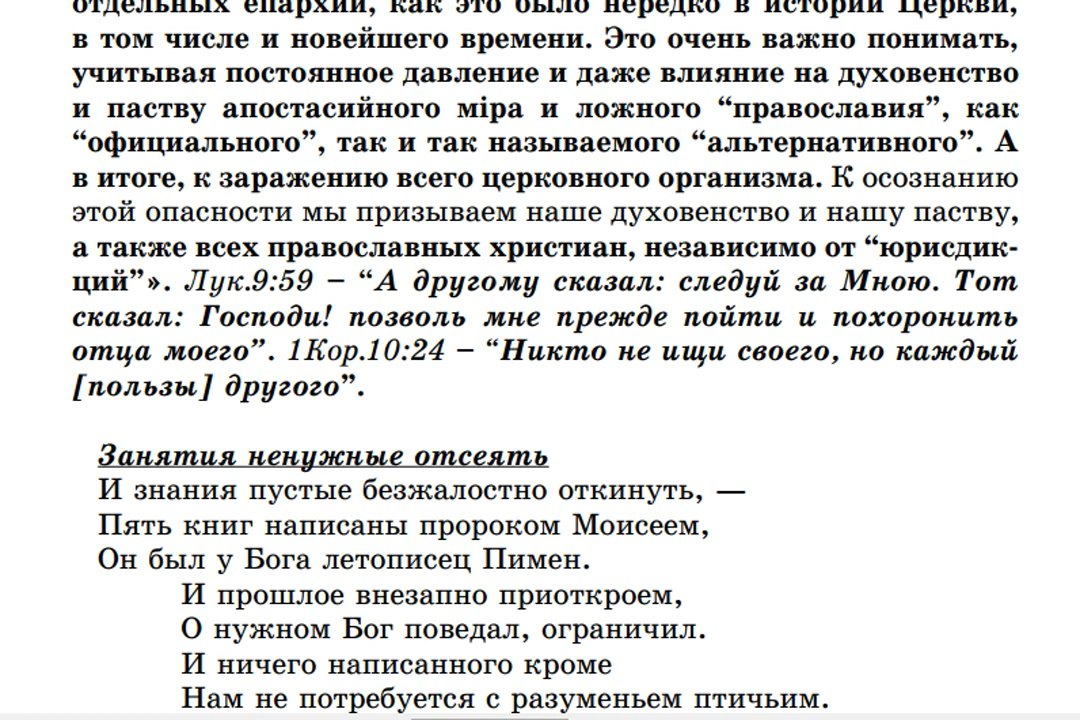 отдельных епархий, как это было нередко в истории Церкви,
в том числе и новейшего времени. Это очень важно понимать,
учитывая постоянное давление и даже влияние на духовенство
и паству апостасийного міра и ложного “православия”, как
“официального”, так и так называемого “альтернативного”. А
в итоге, к заражению всего церковного организма. К осознанию
этой опасности мы призываем наше духовенство и нашу паству,
а также всех православных христиан, независимо от “юрисдик-
ций”». Лук.9:59 – “А другому сказал: следуй за Мною. Тот
сказал: Господи! позволь мне прежде пойти и похоронить
отца моего”. 1Кор.10:24 – “Никто не ищи своего, но каждый
[пользы] другого”.
Занятия ненужные отсеять
И знания пустые безжалостно откинуть, —
Пять книг написаны пророком Моисеем,
Он был у Бога летописец Пимен.
И прошлое внезапно приоткроем,
О нужном Бог поведал, ограничил.
И ничего написанного кроме
Нам не потребуется с разуменьем птичьим.